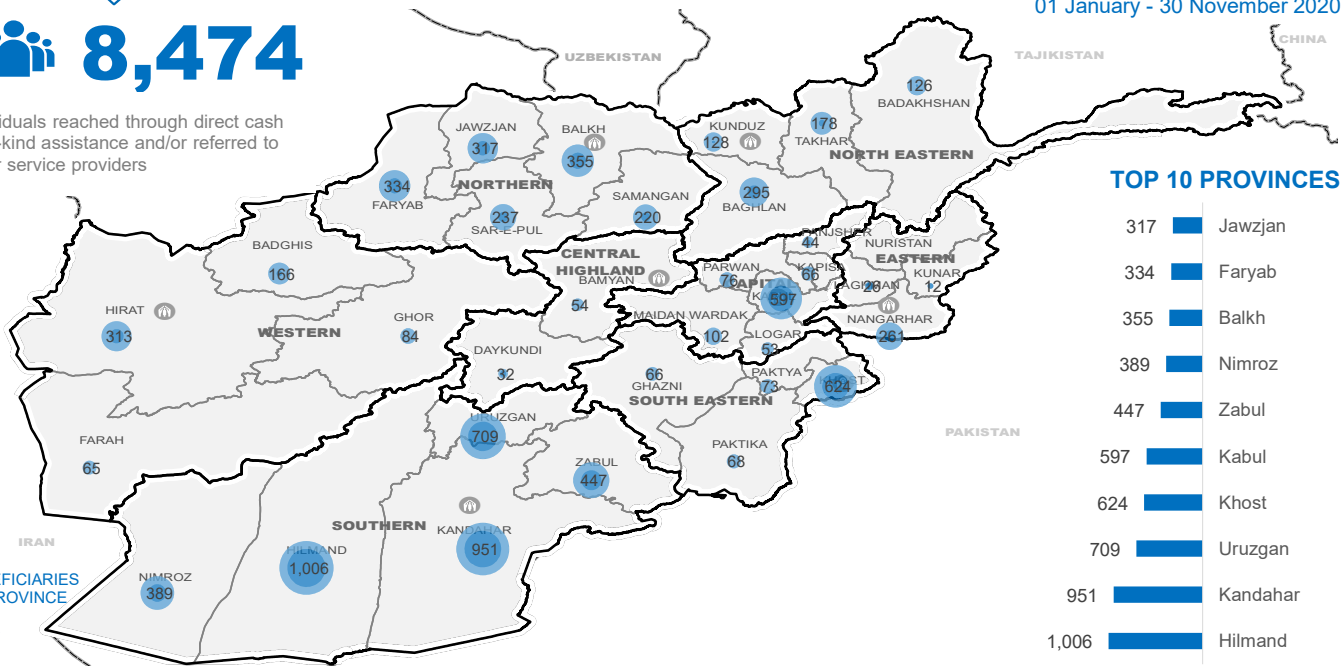 01 January - 30 November 2020
8,474
iduals reached through direct cash
-kind assistance and/or referred to
service providers
UZBEKISTAN
TAJIKISTAN
CHINA
126
BADAKHSHAN
JAWZJAN
317
BALKH
355
KUNDUZ
128
178
TAKHAR
NORTH EASTERN
334
FARYAB
NORTHERN
SAMANGAN
220
295
BAGHLAN
237
SAR-E-PUL
BADGHIS
166
CENTRAL
HIGHLAND
BAMYAN
54
PANJSHER
44
NURISTAN
EASTERN
PARWAN
76
KAPISA
66
KUNAR
12
LAGHMAN
CAPITAL
597
HIRAT
313
WESTERN
GHOR
84
MAIDAN WARDAK
102
LOGAR
53
NANGARHAR
261
DAYKUNDI
32
66
GHAZNI
SOUTH EASTERN
PAKTYA
73
KHOST
624
FARAH
65
URUZGAN
709
ZABUL
447
PAKTIKA
68
PAKISTAN
SOUTHERN
KANDAHAR
951
IRAN
HILMAND
1,006
NIMROZ
389
EFICIARIES
ROVINCE
TOP 10 PROVINCES
317 Jawzjan
334 Faryab
355 Balkh
389 Nimroz
447 Zabul
597 Kabul
624 Khost
709 Uruzgan
951 Kandahar
1,006 Hilmand